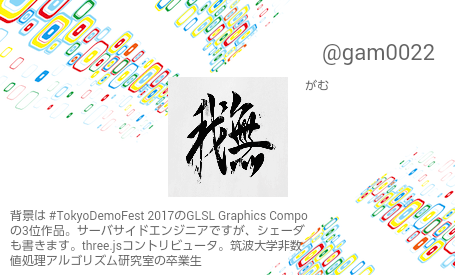 @gam0022
がむ
我無
背景は #TokyoDemoFest 2017のGLSL Graphics Compo
の3位作品。サーバサイドエンジニアですが、シェーダ
も書きます。three.jsコントリビュータ。筑波大学非数
値処理アルゴリズム研究室の卒業生